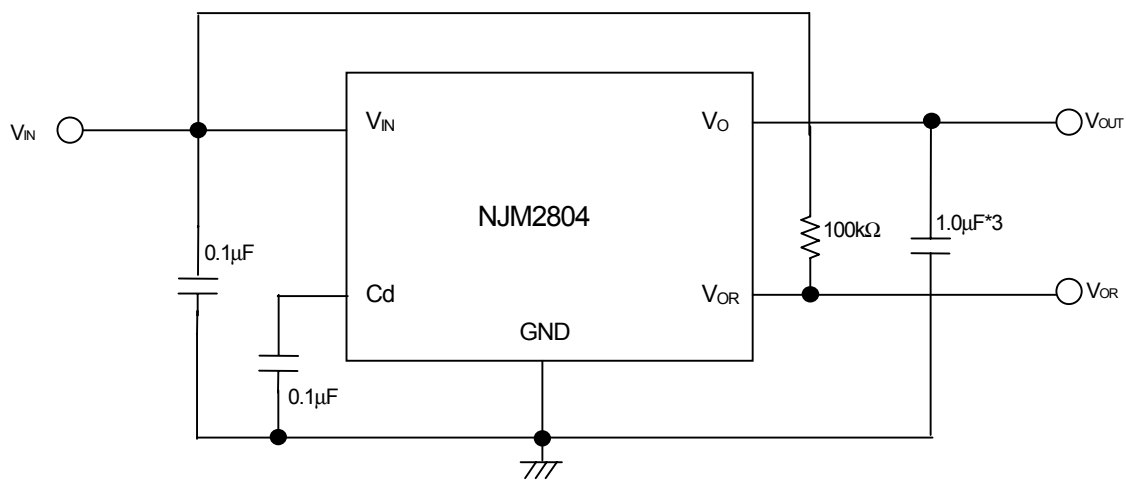 VIN
VIN
VO
VOUT
NJM2804
100kΩ
1.0μF*3
0.1μF
Cd
VOR
VOR
GND
0.1μF